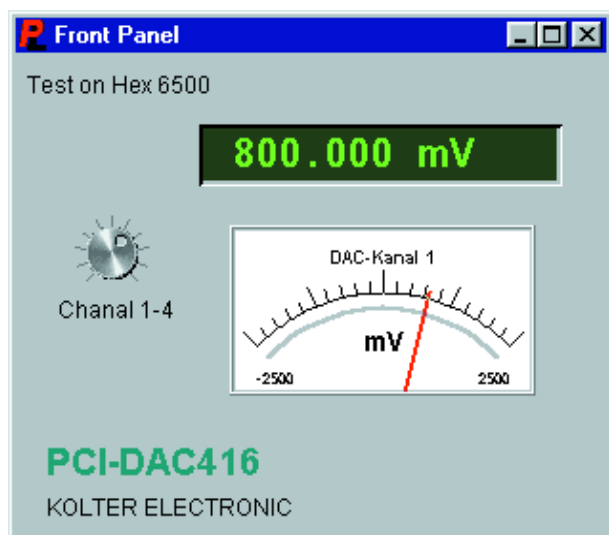 Front Panel
Test on Hex 6500
800.000 mV
DAC-Kanal 1
Chanal 1-4
mV
-2500 2500
PCI-DAC416
KOLTER ELECTRONIC